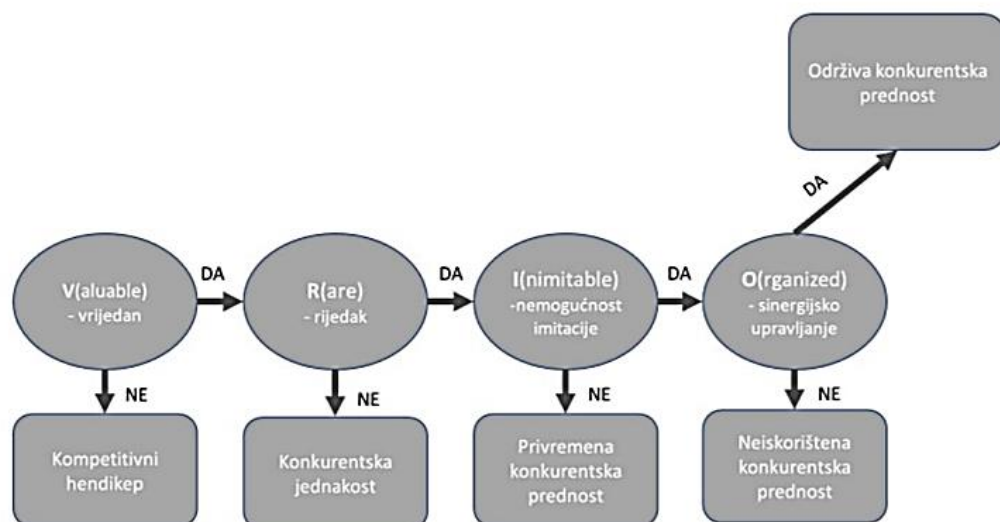 Održiva konkurentska
prednost
DA
V(aluable)
- vrijedan
DA
R(are)
- rijedak
DA
I(nimitable)
-nemogućnost
imitacije
DA
O(rganized)
- sinergijsko
upravljanje
NE
NE
NE
NE
Kompetitivni
hendikep
Konkurentska
jednakost
Privremena
konkurentska
prednost
Neiskorištena
konkurentska
prednost